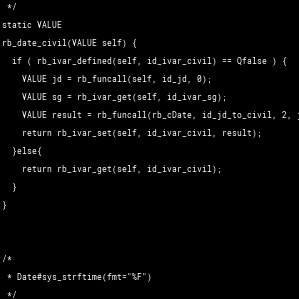 */
static VALUE
rb_date_civil(VALUE self) {
  if ( rb_ivar_defined(self, id_ivar_civil) == Qfalse ) {
    VALUE jd = rb_funcall(self, id_jd, 0);
    VALUE sg = rb_ivar_get(self, id_ivar_sg);
    VALUE result = rb_funcall(rb_cDate, id_jd_to_civil, 2,
    return rb_ivar_set(self, id_ivar_civil, result);
  }else{
    return rb_ivar_get(self, id_ivar_civil);
  }
}
/*
 * Date#sys_strftime(fmt="%F")
 */